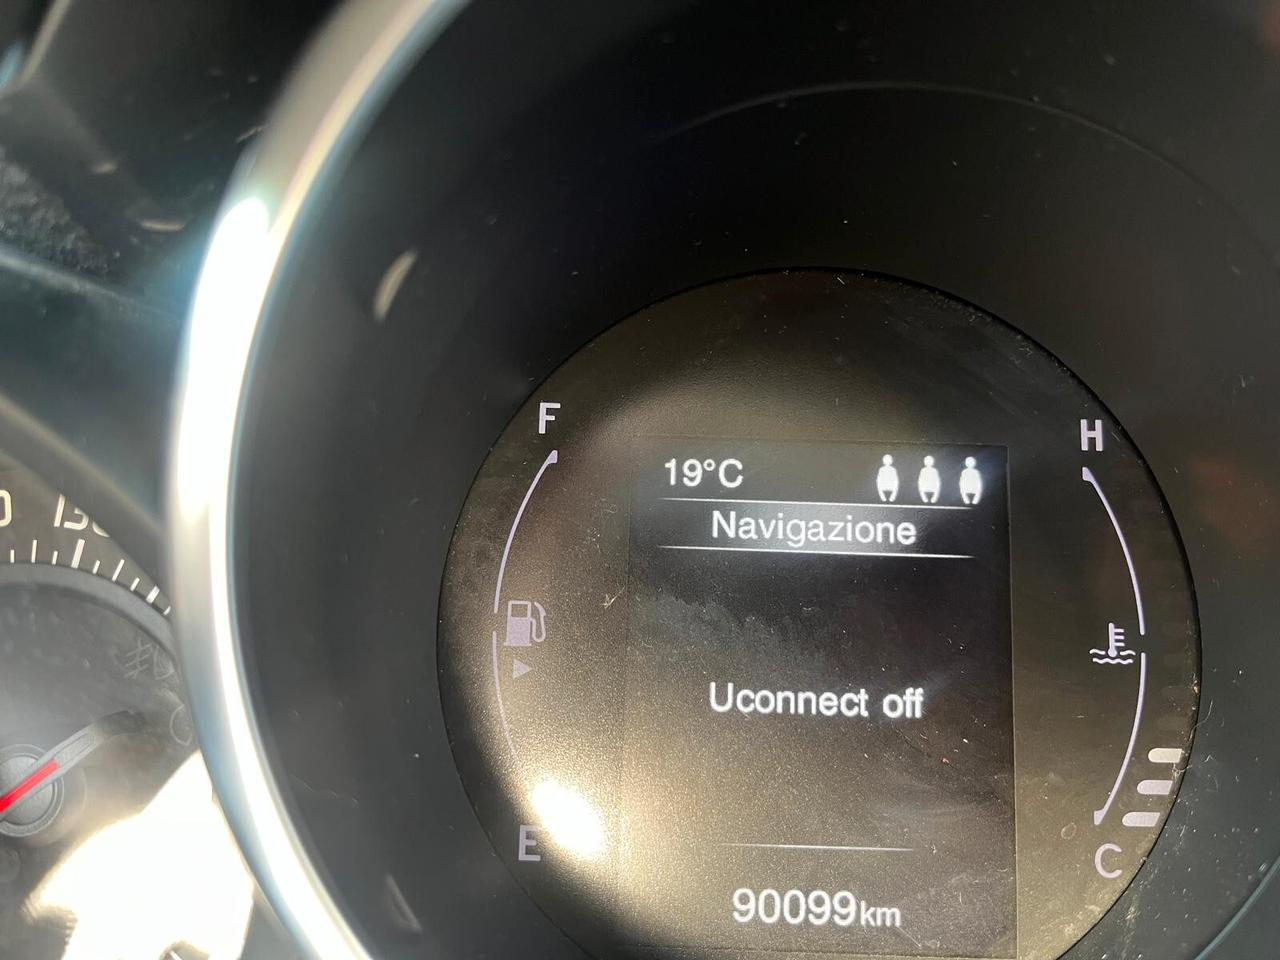 F
H
19°C
Navigazione
Uconnect off
E
C
90099km